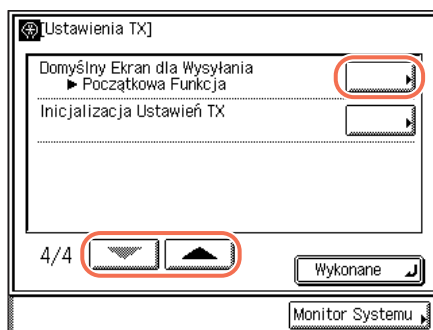 [Ustawienia TX]
Domyślny Ekran dla Wysyłania
▶ Początkowa Funkcja
Inicjalizacja Ustawień TX
4/4
Wykonane
Monitor Systemu